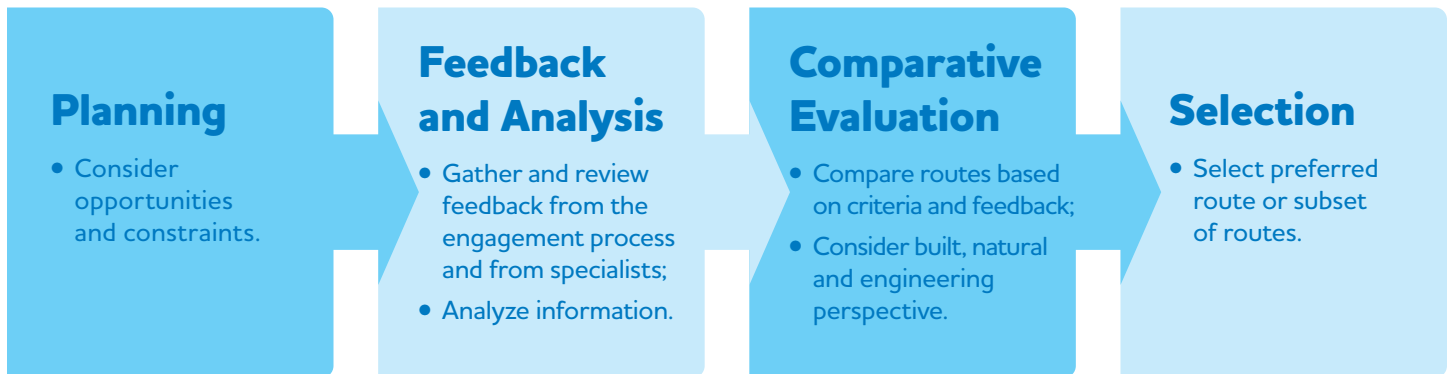 Planning
• Consider
opportunities
and constraints.
Feedback
and Analysis
• Gather and review
feedback from the
engagement process
and from specialists;
• Analyze information.
Comparative
Evaluation
• Compare routes based
on criteria and feedback;
• Consider built, natural
and engineering
perspective.
Selection
• Select preferred
route or subset
of routes.